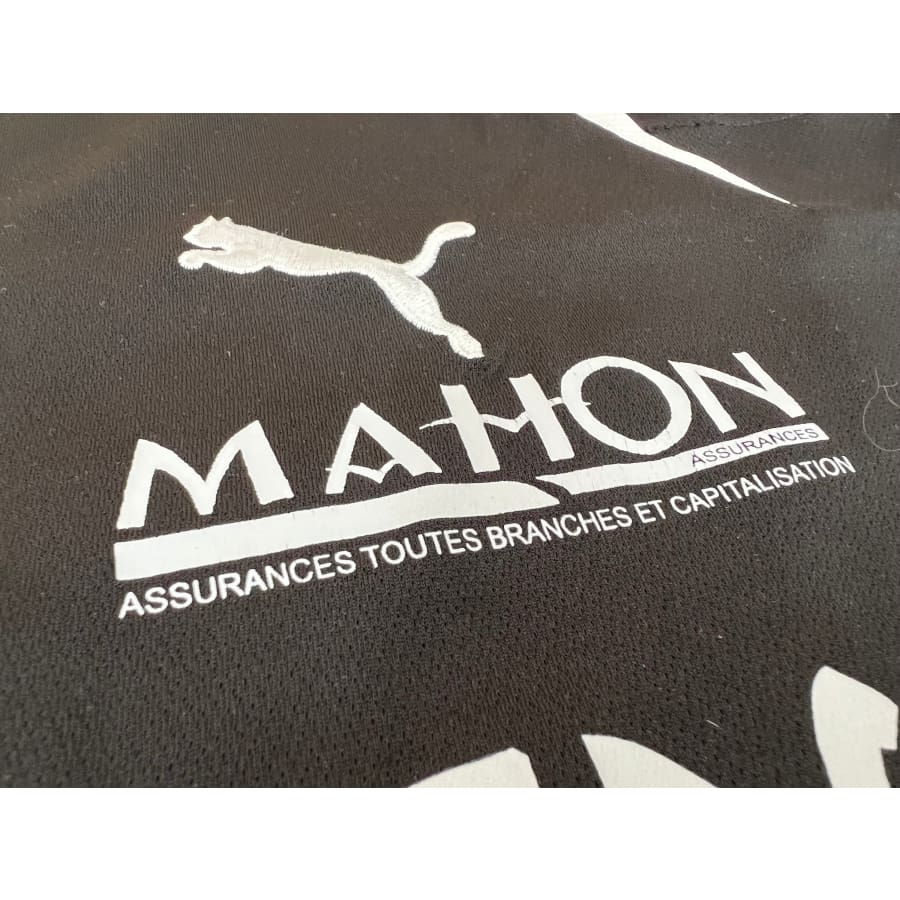 MAHON
ASSURANCES
ASSURANCES TOUTES BRANCHES ET CAPITALISATION